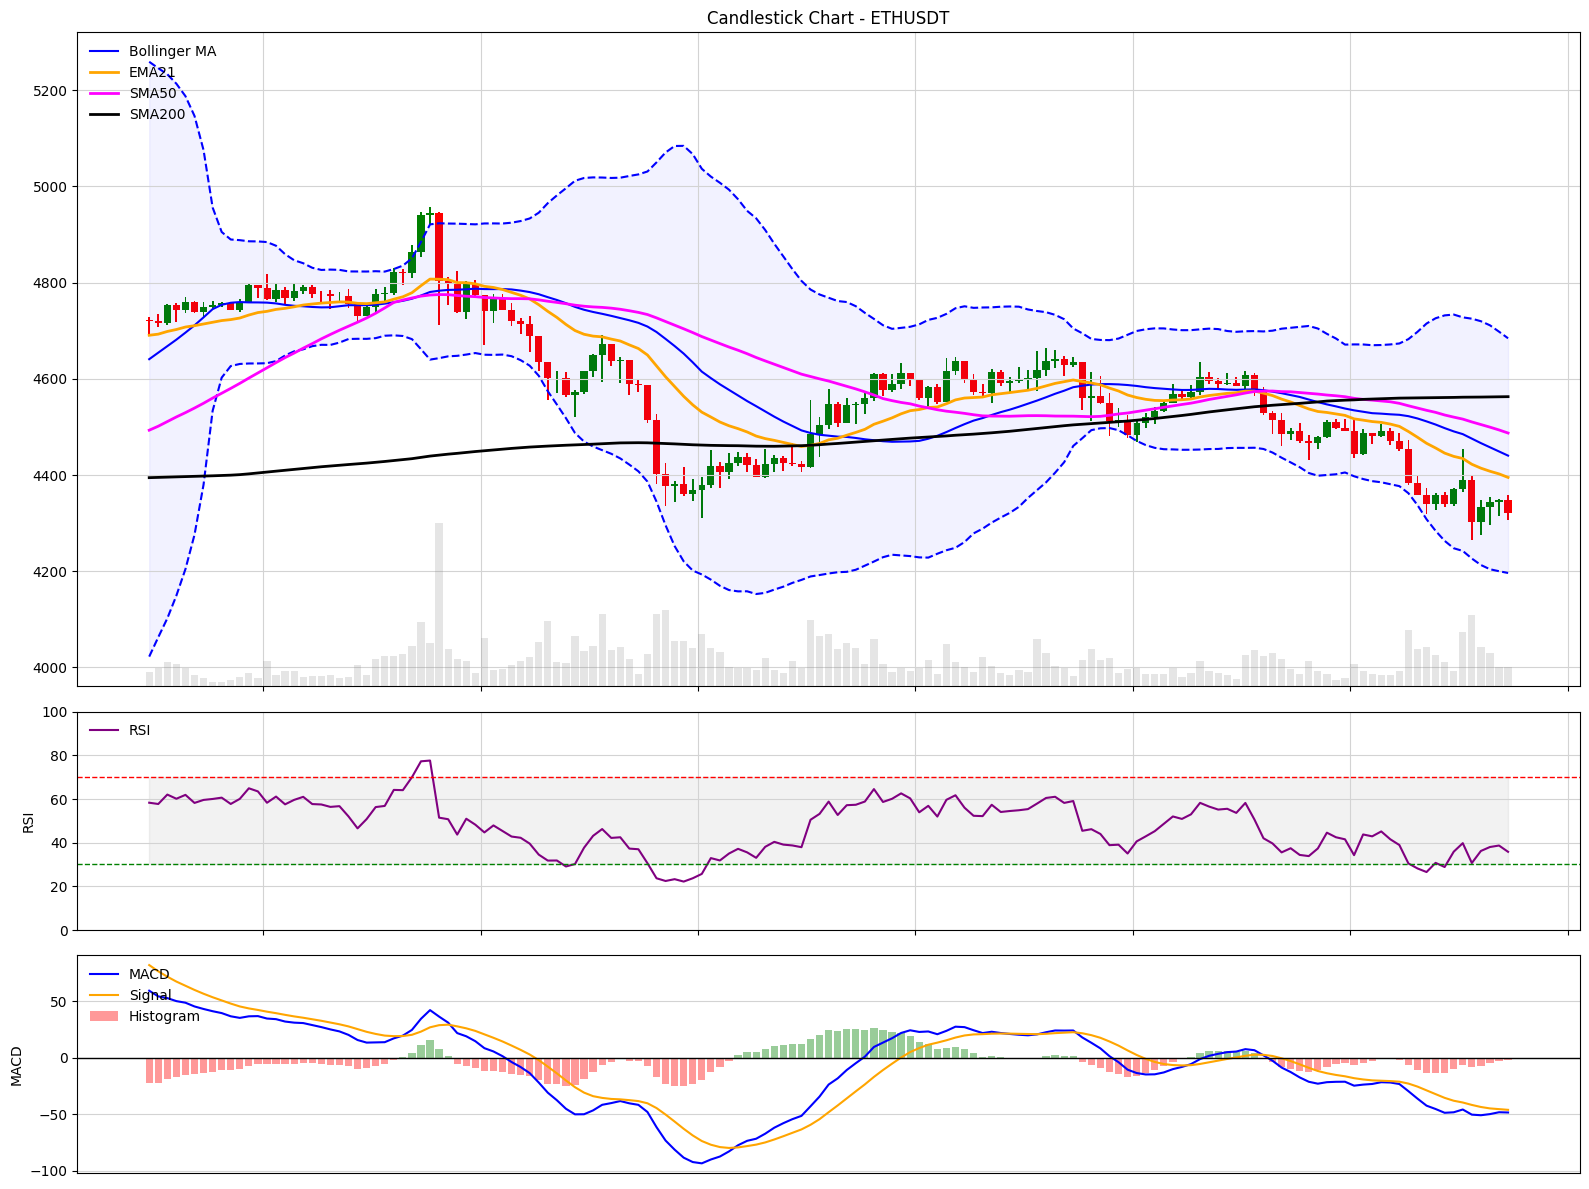 Candlestick Chart - ETHUSDT
Bollinger MA
EMA21
SMA50
SMA200
5200
5000
4800
4600
4400
4200
4000
RSI
RSI
100
80
60
40
20
0
MACD
Signal
Histogram
MACD
50
0
−50
−100